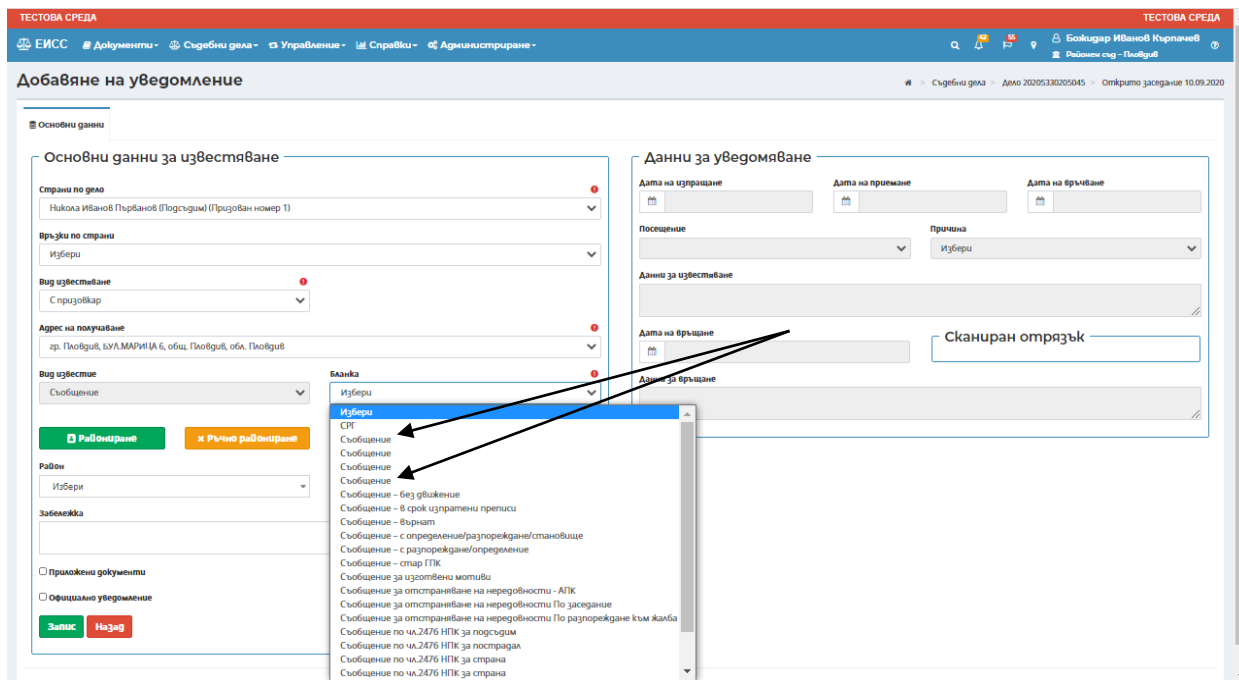 ТЕСТОВА СРЕДА
ТЕСТОВА СРЕДА
ЕИСС Документи Съдебни дела Управление Справки Администриране
42 55 Божидар Иванов Кърпачев
Районен съд – Пловдив
Добавяне на уведомление
> Съдебни дела > Дело 20205330205045 > Открито заседание 10.09.2020
Основни данни
Основни данни за известяване
Страни по дело
Никола Иванов Първанов (Подсъдим) (Призован номер 1)
Връзки по страни
Избери
Вид известяване
С призовкар
Адрес на получаване
гр. Пловдив, БУЛ.МАРИЦА 6, общ. Пловдив, обл. Пловдив
Вид известие
Съобщение
Бланка
Избери
Избери
СРГ
Съобщение
Съобщение
Съобщение
Съобщение
Съобщение – без движение
Съобщение – в срок изпратени преписи
Съобщение – върнат
Съобщение – с определение/разпореждане/становище
Съобщение – с разпореждане/определение
Съобщение – стар ГПК
Съобщение за изготвени мотиви
Съобщение за отстраняване на нередовности - АПК
Съобщение за отстраняване на нередовности По заседание
Съобщение за отстраняване на нередовности По разпореждане към жалба
Съобщение по чл.247б НПК за подсъдим
Съобщение по чл.247б НПК за пострадал
Съобщение по чл.247б НПК за страна
Съобщение по чл.247б НПК за страна
Райониране
Ръчно райониране
Район
Избери
Забележка
Приложени документи
Официално уведомление
Запис
Назад
Данни за уведомяване
Дата на изпращане
Дата на приемане
Дата на връчване
Посещение
Причина
Избери
Данни за известяване
Дата на връщане
Сканиран отрязък
Данни за връщане